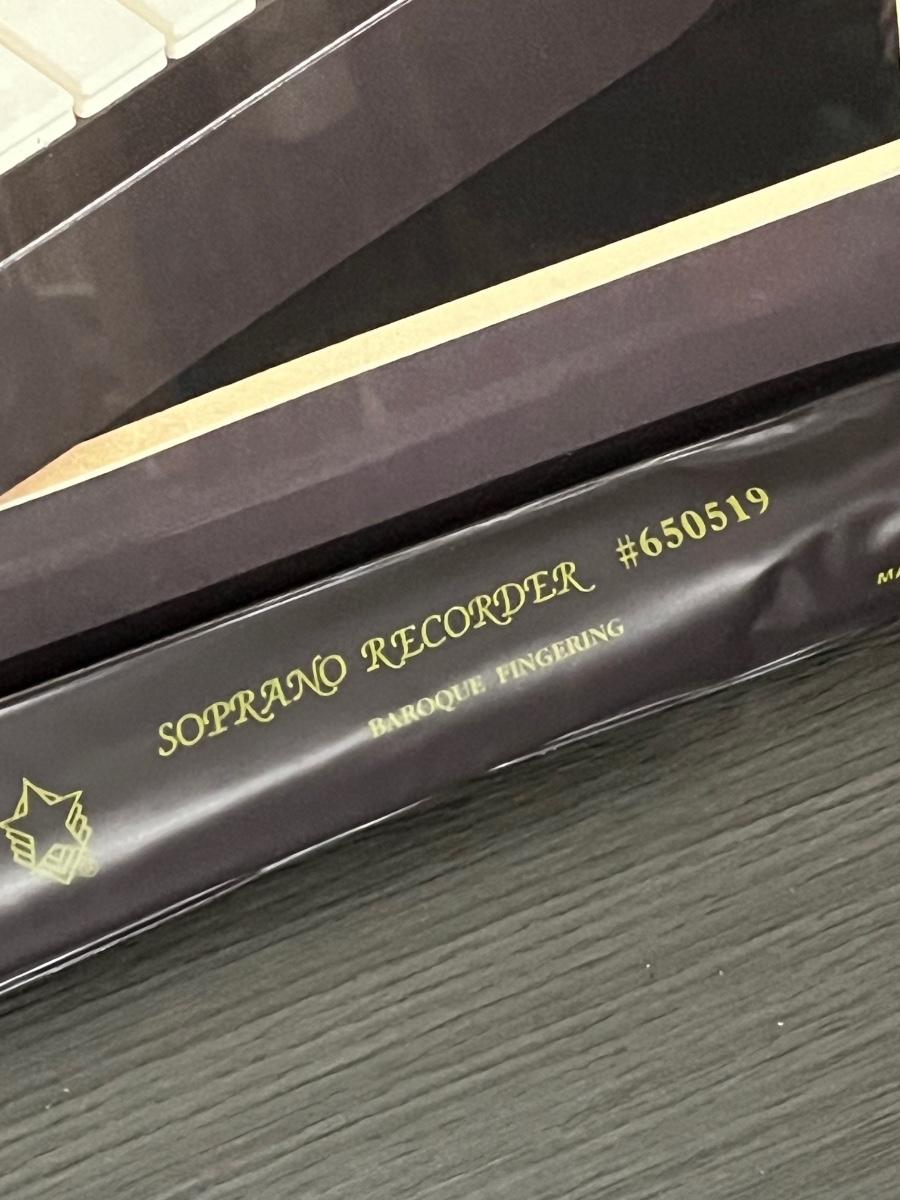 SOPRANO RECORDER #650519
BAROQUE FINGERING